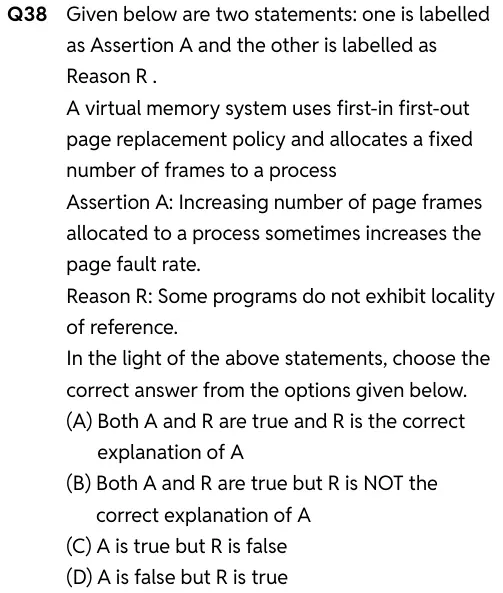 Q38 Given below are two statements: one is labelled
as Assertion A and the other is labelled as
Reason R .
A virtual memory system uses first-in first-out
page replacement policy and allocates a fixed
number of frames to a process
Assertion A: Increasing number of page frames
allocated to a process sometimes increases the
page fault rate.
Reason R: Some programs do not exhibit locality
of reference.
In the light of the above statements, choose the
correct answer from the options given below.
(A) Both A and R are true and R is the correct
explanation of A
(B) Both A and R are true but R is NOT the
correct explanation of A
(C) A is true but R is false
(D) A is false but R is true